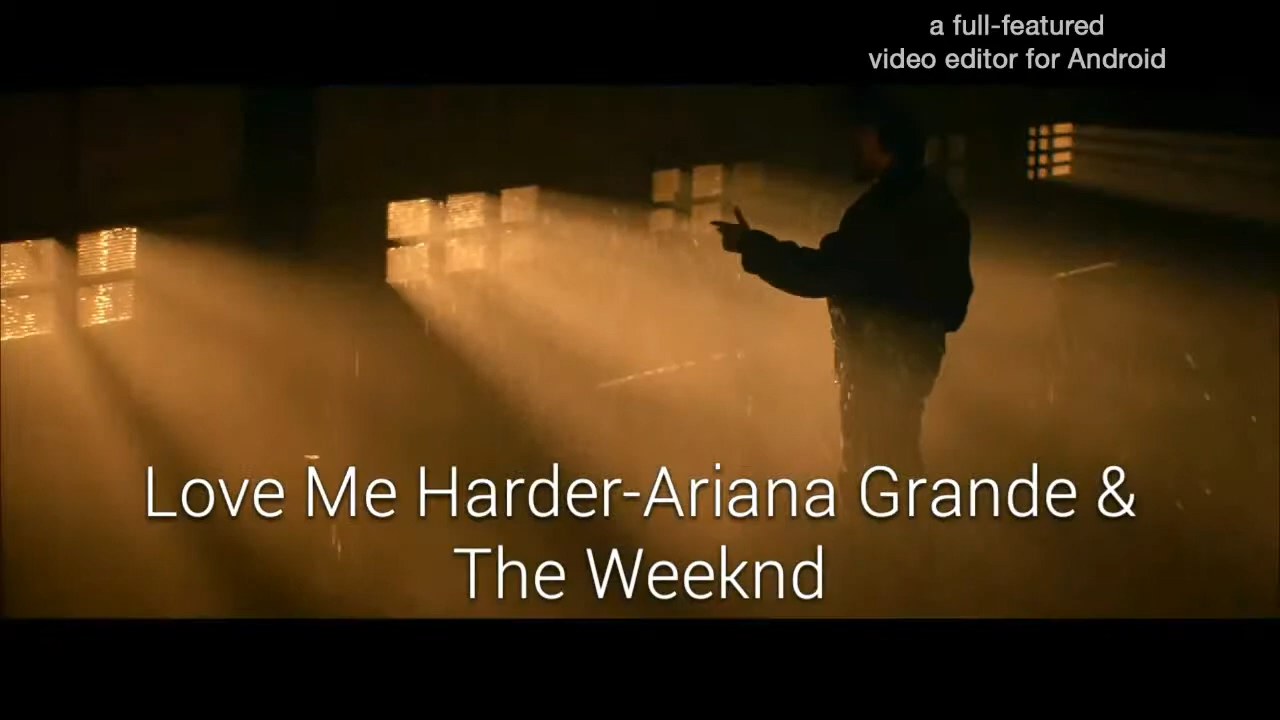 a full-featured
video editor for Android
Love Me Harder-Ariana Grande &
The Weeknd